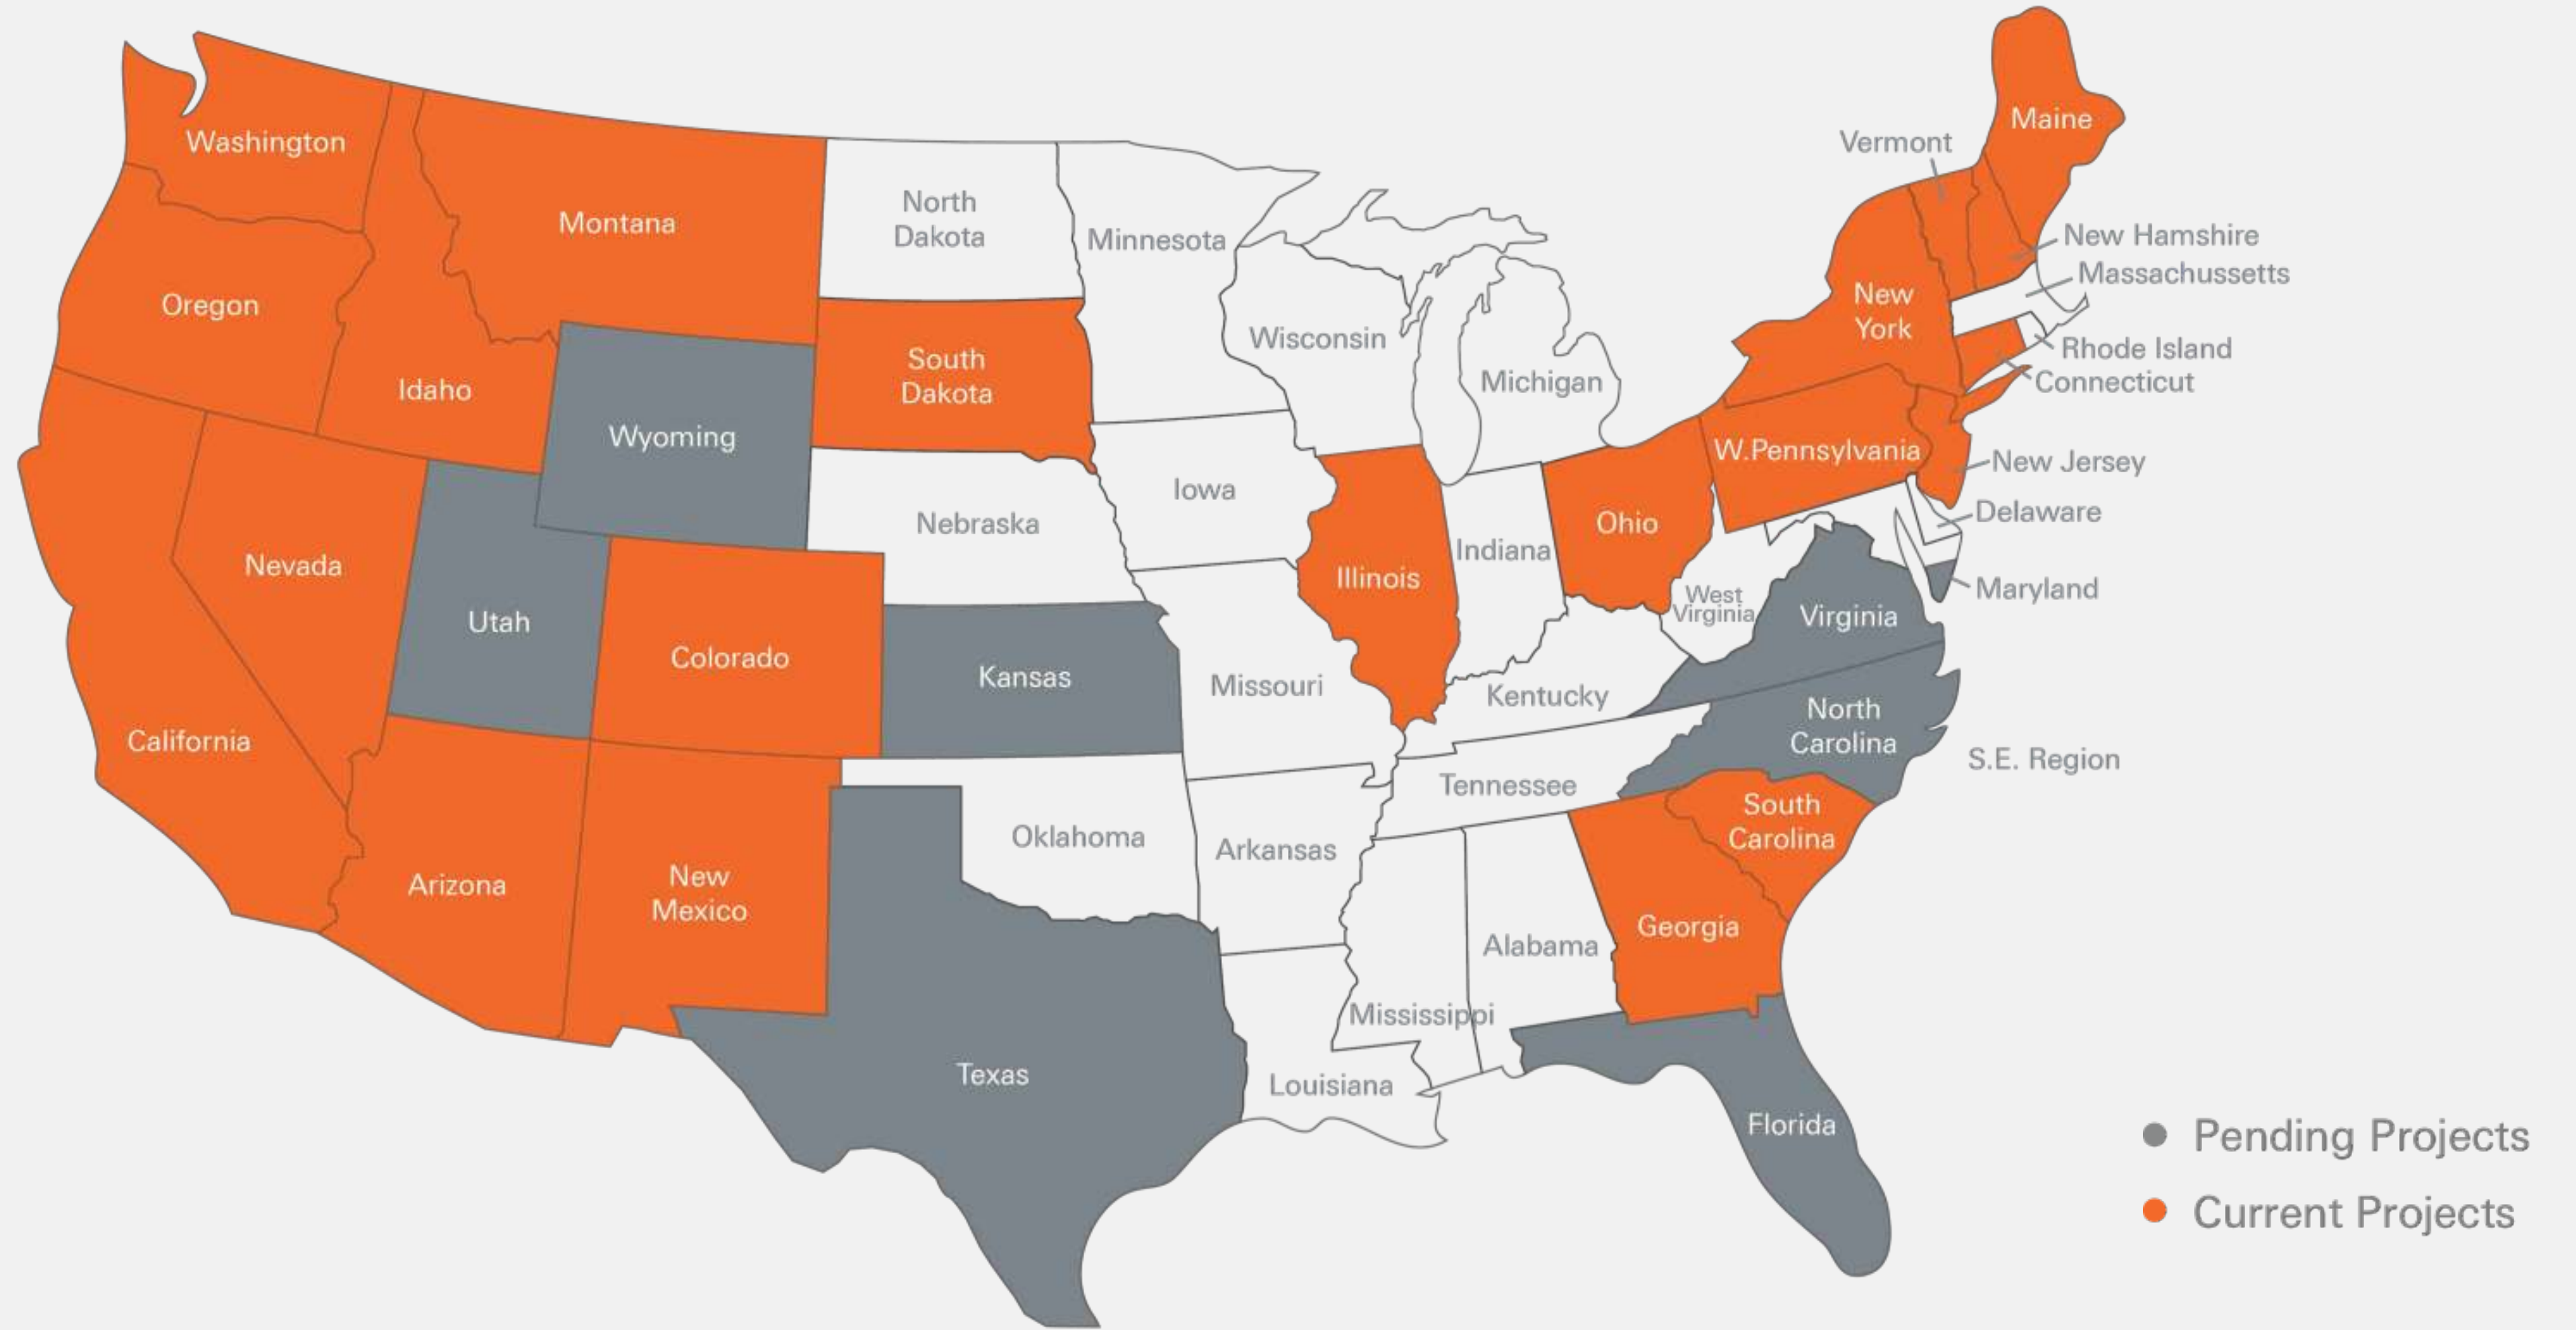 Washington
Montana
North
Dakota
Minnesota
Vermont
Maine
New Hamshire
Massachussetts
Oregon
Idaho
Wyoming
South
Dakota
Wisconsin
Michigan
New
York
Rhode Island
Connecticut
W.Pennsylvania
New Jersey
Delaware
Maryland
Nevada
Utah
Colorado
Nebraska
Iowa
Illinois
Indiana
Ohio
West
Virginia
Virginia
California
Kansas
Missouri
Kentucky
North
Carolina
S.E. Region
Tennessee
South
Carolina
Arizona
New
Mexico
Oklahoma
Arkansas
Georgia
Alabama
Mississippi
Texas
Louisiana
Florida
Pending Projects
Current Projects